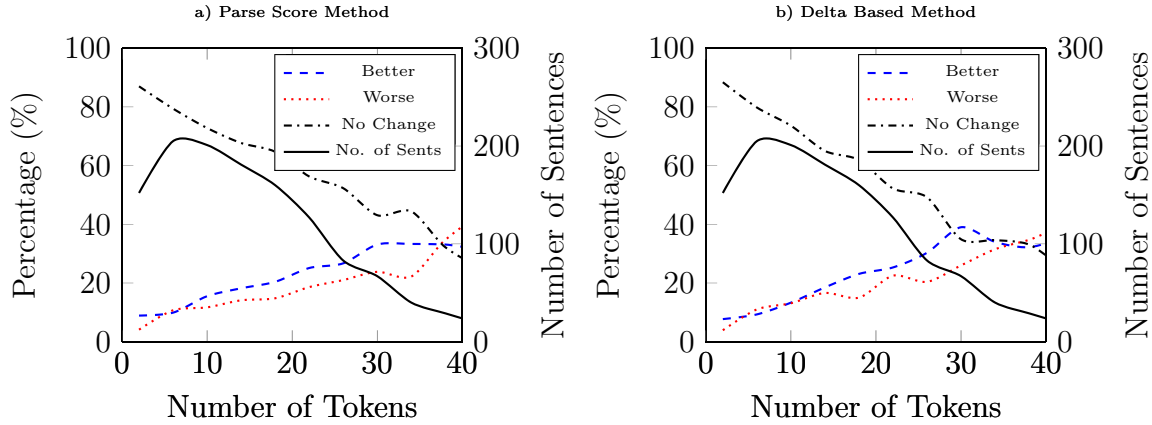 a) Parse Score Method
100
80
60
40
20
0
Percentage (%)
300
200
100
0
Number of Sentences
Better
Worse
No Change
No. of Sents
0 10 20 30 40
Number of Tokens
b) Delta Based Method
100
80
60
40
20
0
Percentage (%)
300
200
100
0
Number of Sentences
Better
Worse
No Change
No. of Sents
0 10 20 30 40
Number of Tokens